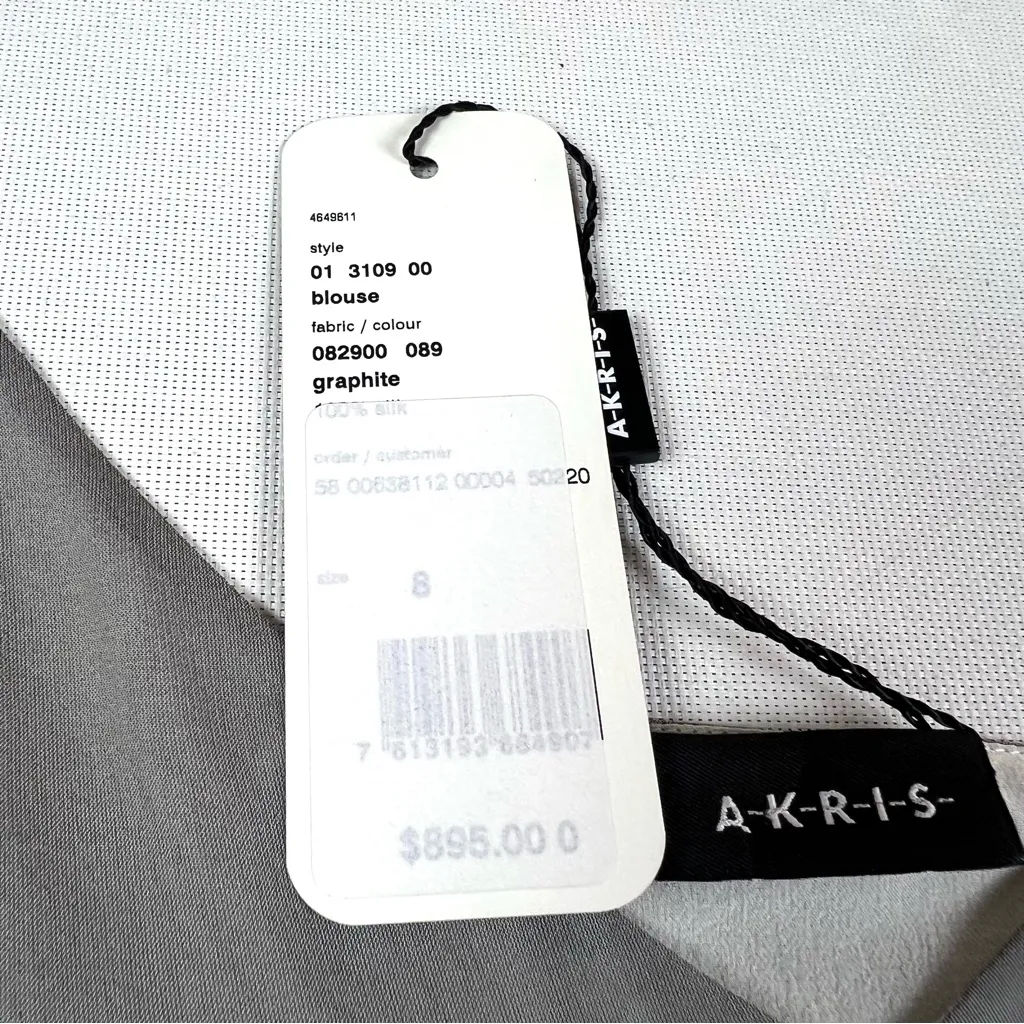 4649611
style
01 3109 00
blouse
fabric / colour
082900 089
graphite
100% silk
order / customer
58 00638112 00004 50220
size 8
7 613193 684907
$895.00 0
A-K-R-I-S-
A-K-R-I-S-